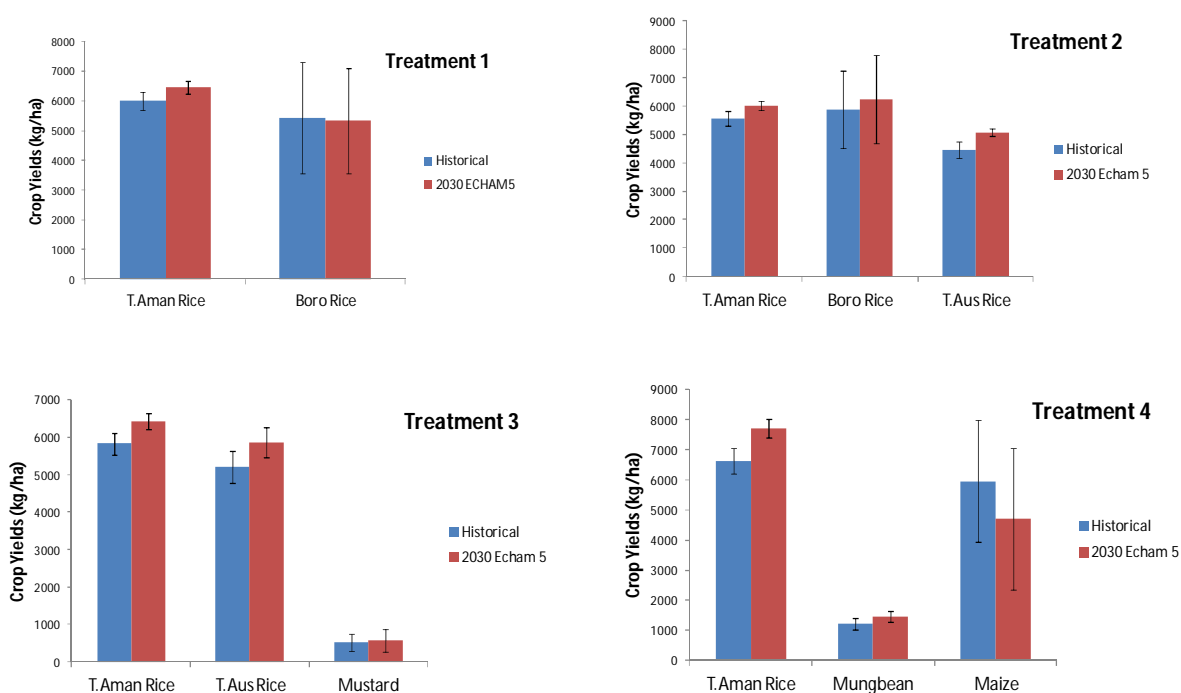 Treatment 1
Crop Yields (kg/ha)
8000
7000
6000
5000
4000
3000
2000
1000
0
T.Aman Rice
Boro Rice
Historical
2030 ECHAM5
Treatment 2
Crop Yields (kg/ha)
9000
8000
7000
6000
5000
4000
3000
2000
1000
0
T.Aman Rice
Boro Rice
T.Aus Rice
Historical
2030 Echam 5
Treatment 3
Crop Yields (kg/ha)
7000
6000
5000
4000
3000
2000
1000
0
T.Aman Rice
T.Aus Rice
Mustard
Historical
2030 Echam 5
Treatment 4
Crop Yields (kg/ha)
9000
8000
7000
6000
5000
4000
3000
2000
1000
0
T.Aman Rice
Mungbean
Maize
Historical
2030 Echam 5